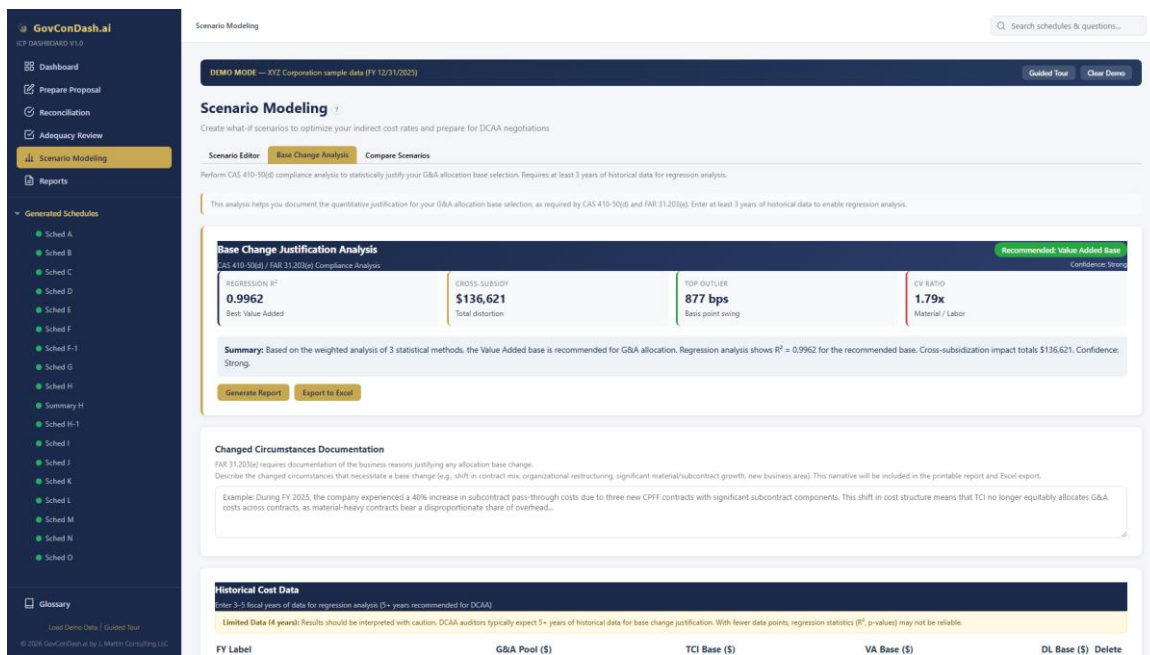 GovConDash.ai
ICP DASHBOARD V1.0
Dashboard
Prepare Proposal
Reconciliation
Adequacy Review
Scenario Modeling
Reports
Generated Schedules
Sched A
Sched B
Sched C
Sched D
Sched E
Sched F
Sched F-1
Sched G
Sched H
Summary H
Sched H-1
Sched I
Sched J
Sched K
Sched L
Sched M
Sched N
Sched O
Glossary
Load Demo Data | Guided Tour
© 2026 GovConDash.ai by J. Martin Consulting LLC
Scenario Modeling
Search schedules & questions...
DEMO MODE — XYZ Corporation sample data (FY 12/31/2025)
Guided Tour
Clear Demo
Scenario Modeling ?
Create what-if scenarios to optimize your indirect cost rates and prepare for DCAA negotiations
Scenario Editor
Base Change Analysis
Compare Scenarios
Perform CAS 410-50(d) compliance analysis to statistically justify your G&A allocation base selection. Requires at least 3 years of historical data for regression analysis.
This analysis helps you document the quantitative justification for your G&A allocation base selection, as required by CAS 410-50(d) and FAR 31.203(e). Enter at least 3 years of historical data to enable regression analysis.
Base Change Justification Analysis
Recommended: Value Added Base
CAS 410-50(d) / FAR 31.203(e) Compliance Analysis
Confidence: Strong
REGRESSION R²
0.9962
Best: Value Added
CROSS-SUBSIDY
$136,621
Total distortion
TOP OUTLIER
877 bps
Basis point swing
CV RATIO
1.79x
Material / Labor
Summary: Based on the weighted analysis of 3 statistical methods, the Value Added base is recommended for G&A allocation. Regression analysis shows R² = 0.9962 for the recommended base. Cross-subsidization impact totals $136,621. Confidence:
Strong.
Generate Report
Export to Excel
Changed Circumstances Documentation
FAR 31.203(e) requires documentation of the business reasons justifying any allocation base change.
Describe the changed circumstances that necessitate a base change (e.g., shift in contract mix, organizational restructuring, significant material/subcontract growth, new business area). This narrative will be included in the printable report and Excel export.
Example: During FY 2025, the company experienced a 40% increase in subcontract pass-through costs due to three new CPFF contracts with significant subcontract components. This shift in cost structure means that TCI no longer equitably allocates G&A
costs across contracts, as material-heavy contracts bear a disproportionate share of overhead...
Historical Cost Data
Enter 3-5 fiscal years of data for regression analysis (5+ years recommended for DCAA)
Limited Data (4 years): Results should be interpreted with caution. DCAA auditors typically expect 5+ years of historical data for base change justification. With fewer data points, regression statistics (R², p-values) may not be reliable.
FY Label
G&A Pool ($)
TCI Base ($)
VA Base ($)
DL Base ($)
Delete